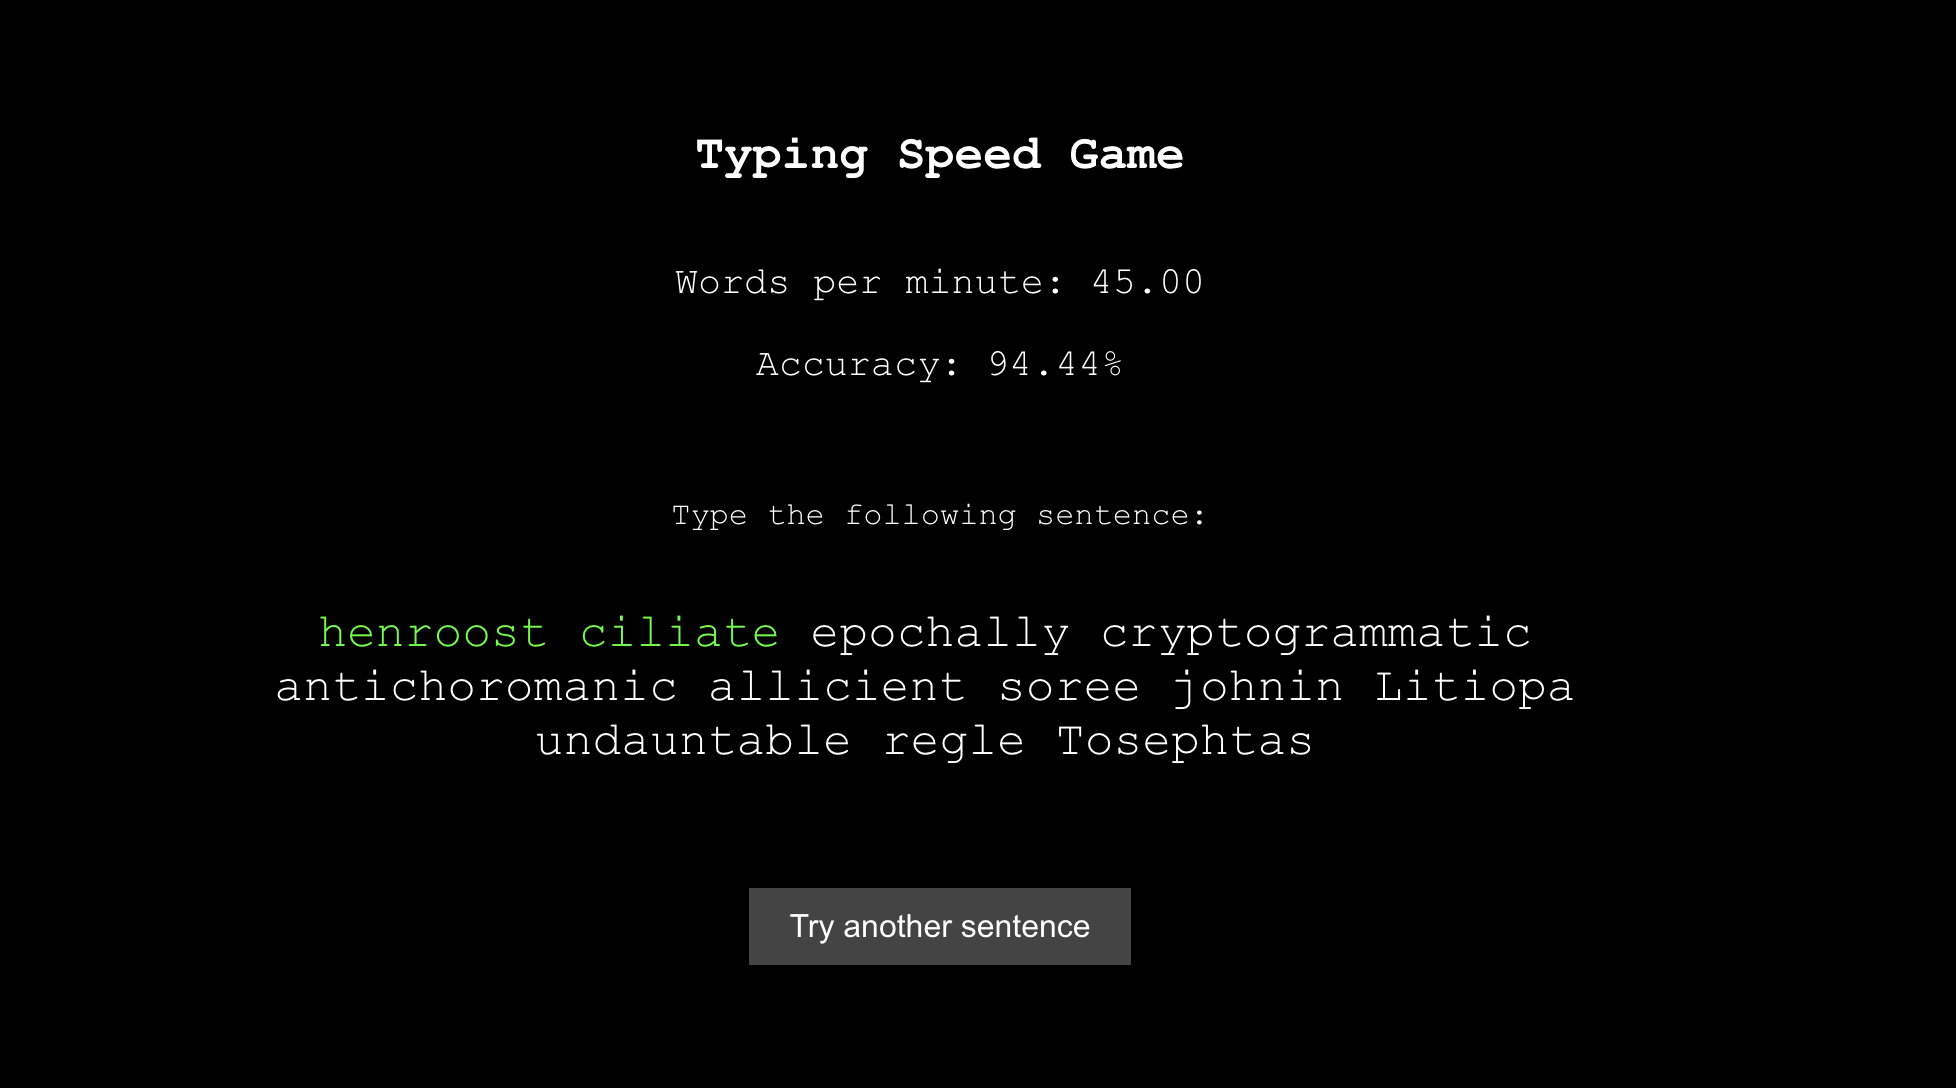 Typing Speed Game
Words per minute: 45.00
Accuracy: 94.44%
Type the following sentence:
henroost ciliate epochally cryptogrammatic
antichoromanic allicient soree johnin Litiopa
undauntable regle Tosephtas
Try another sentence